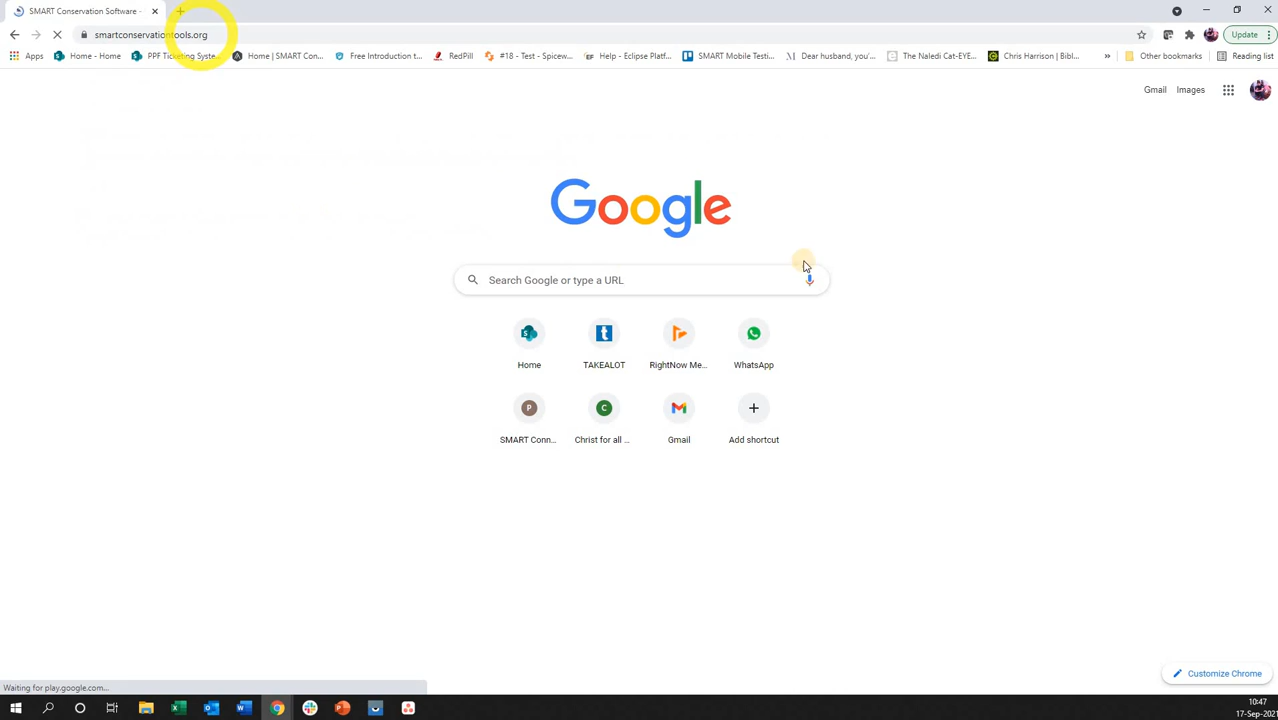 SMART Conservation Software -
smartconservationtools.org
Update
Apps
Home - Home
PPF Ticketing Syste...
Home | SMART Con...
Free Introduction t...
RedPill
#18 - Test - Spicew...
Help - Eclipse Platf...
SMART Mobile Testi...
Dear husband, you'...
The Naledi Cat-EYE...
Chris Harrison | Bibl...
»
Other bookmarks
Reading list
Gmail
Images
Google
Search Google or type a URL
Home
TAKEALOT
RightNow Me...
WhatsApp
P
C
SMART Conn...
Christ for all ...
Gmail
Add shortcut
Customize Chrome
Waiting for play.google.com...
10:47
17-Sep-2021